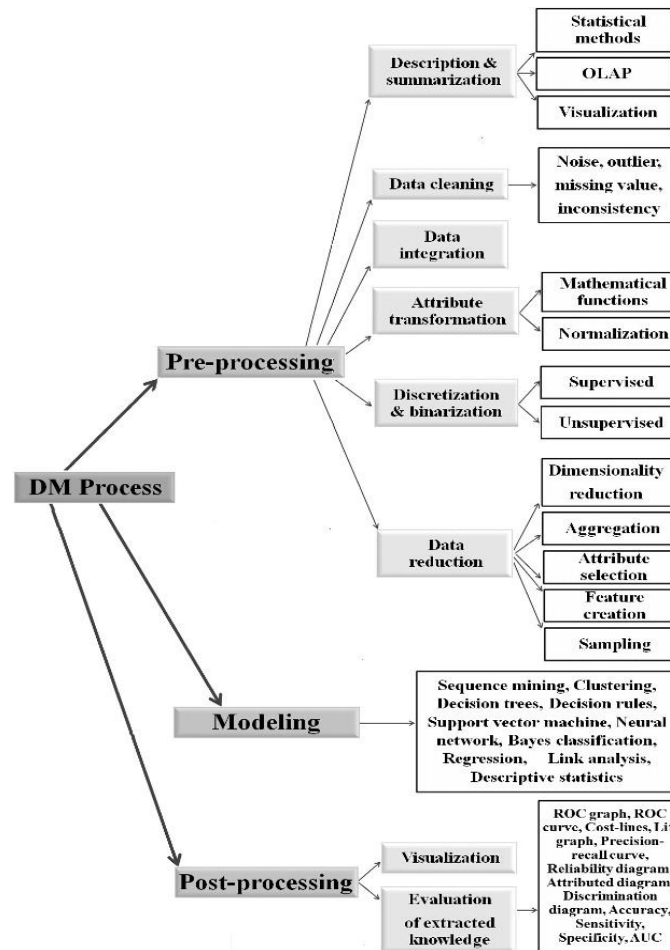 Statistical
methods
Description &
summarization
OLAP
Visualization
Noise, outlier,
missing value,
inconsistency
Data cleaning
Data
integration
Mathematical
functions
Attribute
transformation
Normalization
Pre-processing
Supervised
Discretization
& binarization
Unsupervised
DM Process
Dimensionality
reduction
Aggregation
Data
reduction
Attribute
selection
Feature
creation
Sampling
Modeling
Sequence mining, Clustering,
Decision trees, Decision rules,
Support vector machine, Neural
network, Bayes classification,
Regression, Link analysis,
Descriptive statistics
Post-processing
Visualization
Evaluation
of extracted
knowledge
ROC graph, ROC
curve, Cost-lines,
graph, Precision-
recall curve,
Reliability diagram
Attributed diagram
Discrimination
diagram, Accuracy,
Sensitivity,
Specificity, AUC